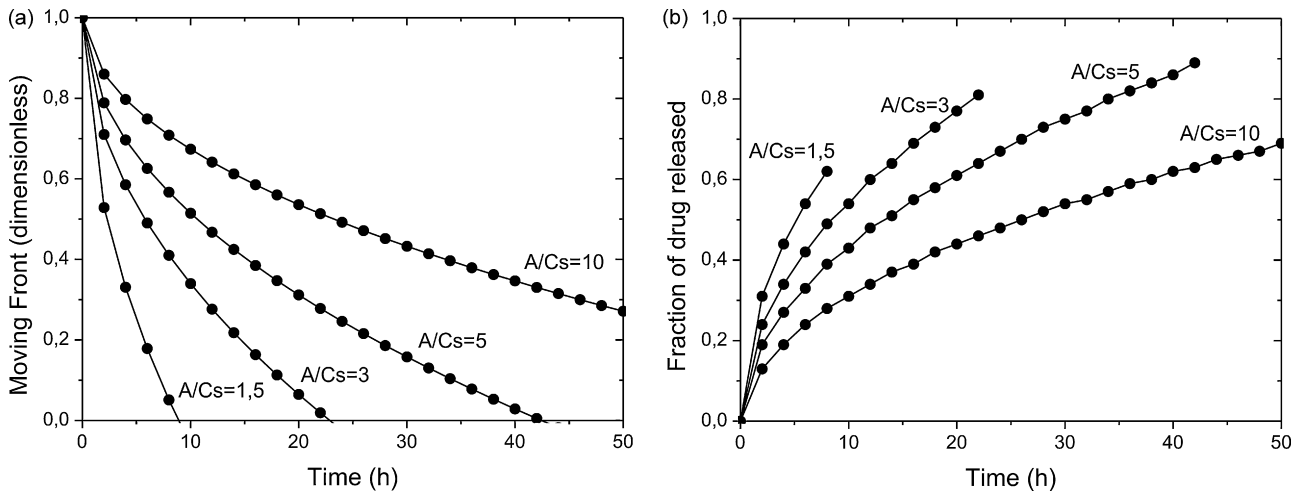 (a)
1,0
0,8
0,6
0,4
0,2
0,0
Moving Front (dimensionless)
A/Cs=10
A/Cs=5
A/Cs=3
A/Cs=1,5
0
10
20
30
40
50
Time (h)
(b)
1,0
0,8
0,6
0,4
0,2
0,0
Fraction of drug released
A/Cs=5
A/Cs=3
A/Cs=10
A/Cs=1,5
0
10
20
30
40
50
Time (h)